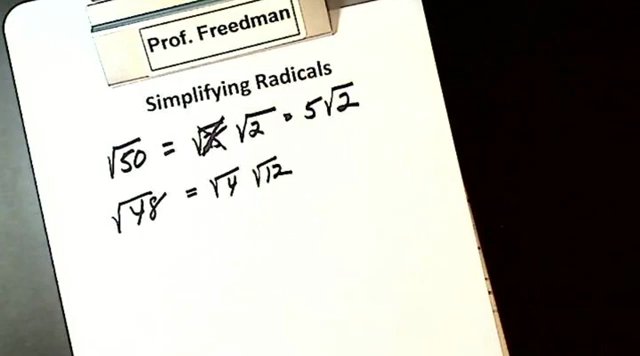 Prof. Freedman
Simplifying Radicals
√50 = √2 · 5√2
√48 = √4 √12